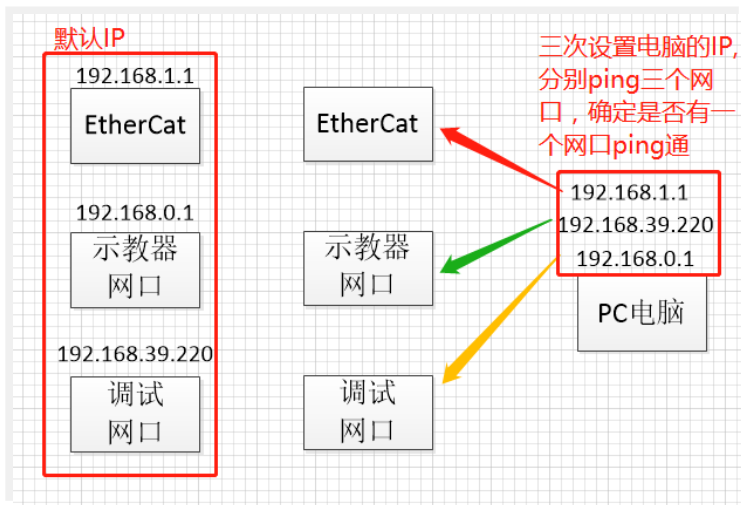 默认IP
192.168.1.1
EtherCat
192.168.0.1
示教器
网口
192.168.39.220
调试
网口
EtherCat
示教器
网口
调试
网口
三次设置电脑的IP,
分别ping三个网
口，确定是否有一
个网口ping通
192.168.1.1
192.168.39.220
192.168.0.1
PC电脑